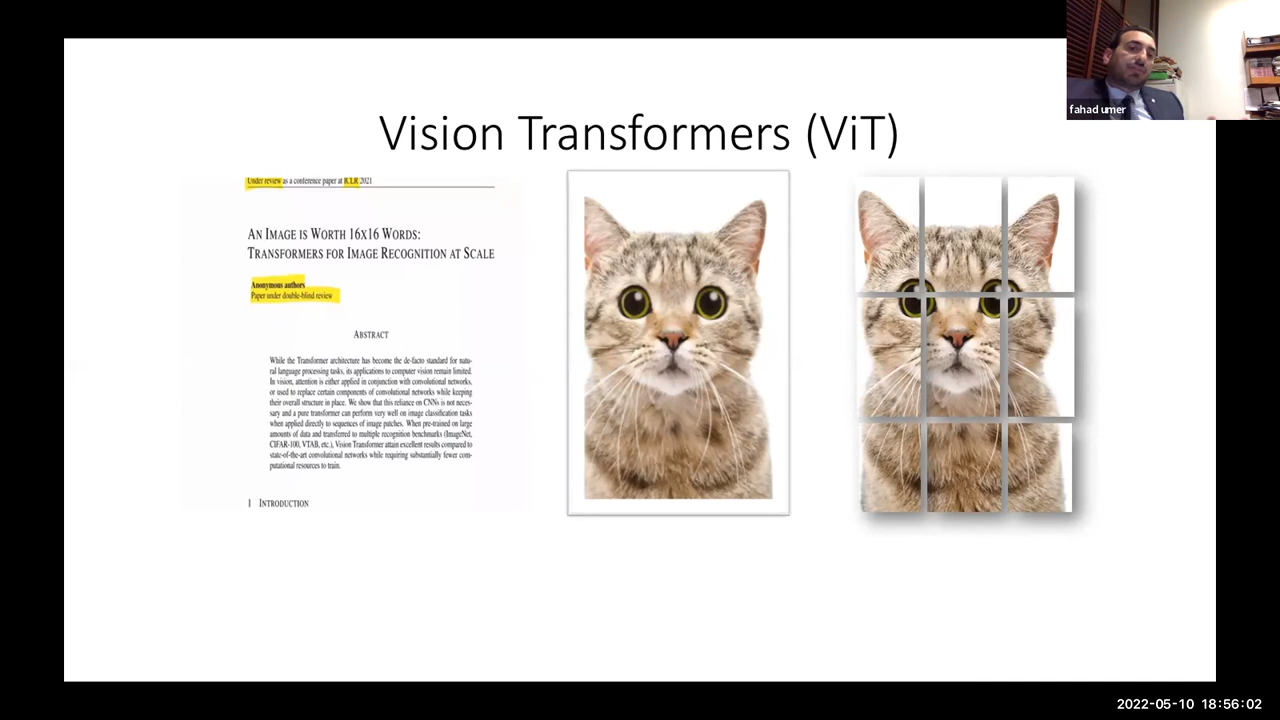 fahad umer
Vision Transformers (ViT)
Under review as a conference paper at ICLR 2021
AN IMAGE IS WORTH 16X16 WORDS:
TRANSFORMERS FOR IMAGE RECOGNITION AT SCALE
Anonymous authors
Paper under double-blind review
ABSTRACT
While the Transformer architecture has become the de-facto standard for natu-
ral language processing tasks, its applications to computer vision remain limited.
In vision, attention is either applied in conjunction with convolutional networks,
or used to replace certain components of convolutional networks while keeping
their overall structure in place. We show that this reliance on CNNs is not neces-
sary and a pure transformer can perform very well on image classification tasks
when applied directly to sequences of image patches. When pre-trained on large
amounts of data and transferred to multiple recognition benchmarks (ImageNet,
CIFAR-100, VTAB, etc.), Vision Transformer attain excellent results compared to
state-of-the-art convolutional networks while requiring substantially fewer com-
putational resources to train.
1 INTRODUCTION
2022-05-10 18:56:02